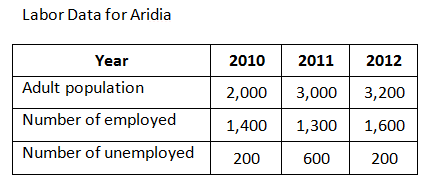 Labor Data for Aridia
Year 2010 2011 2012
Adult population 2,000 3,000 3,200
Number of employed 1,400 1,300 1,600
Number of unemployed 200 600 200